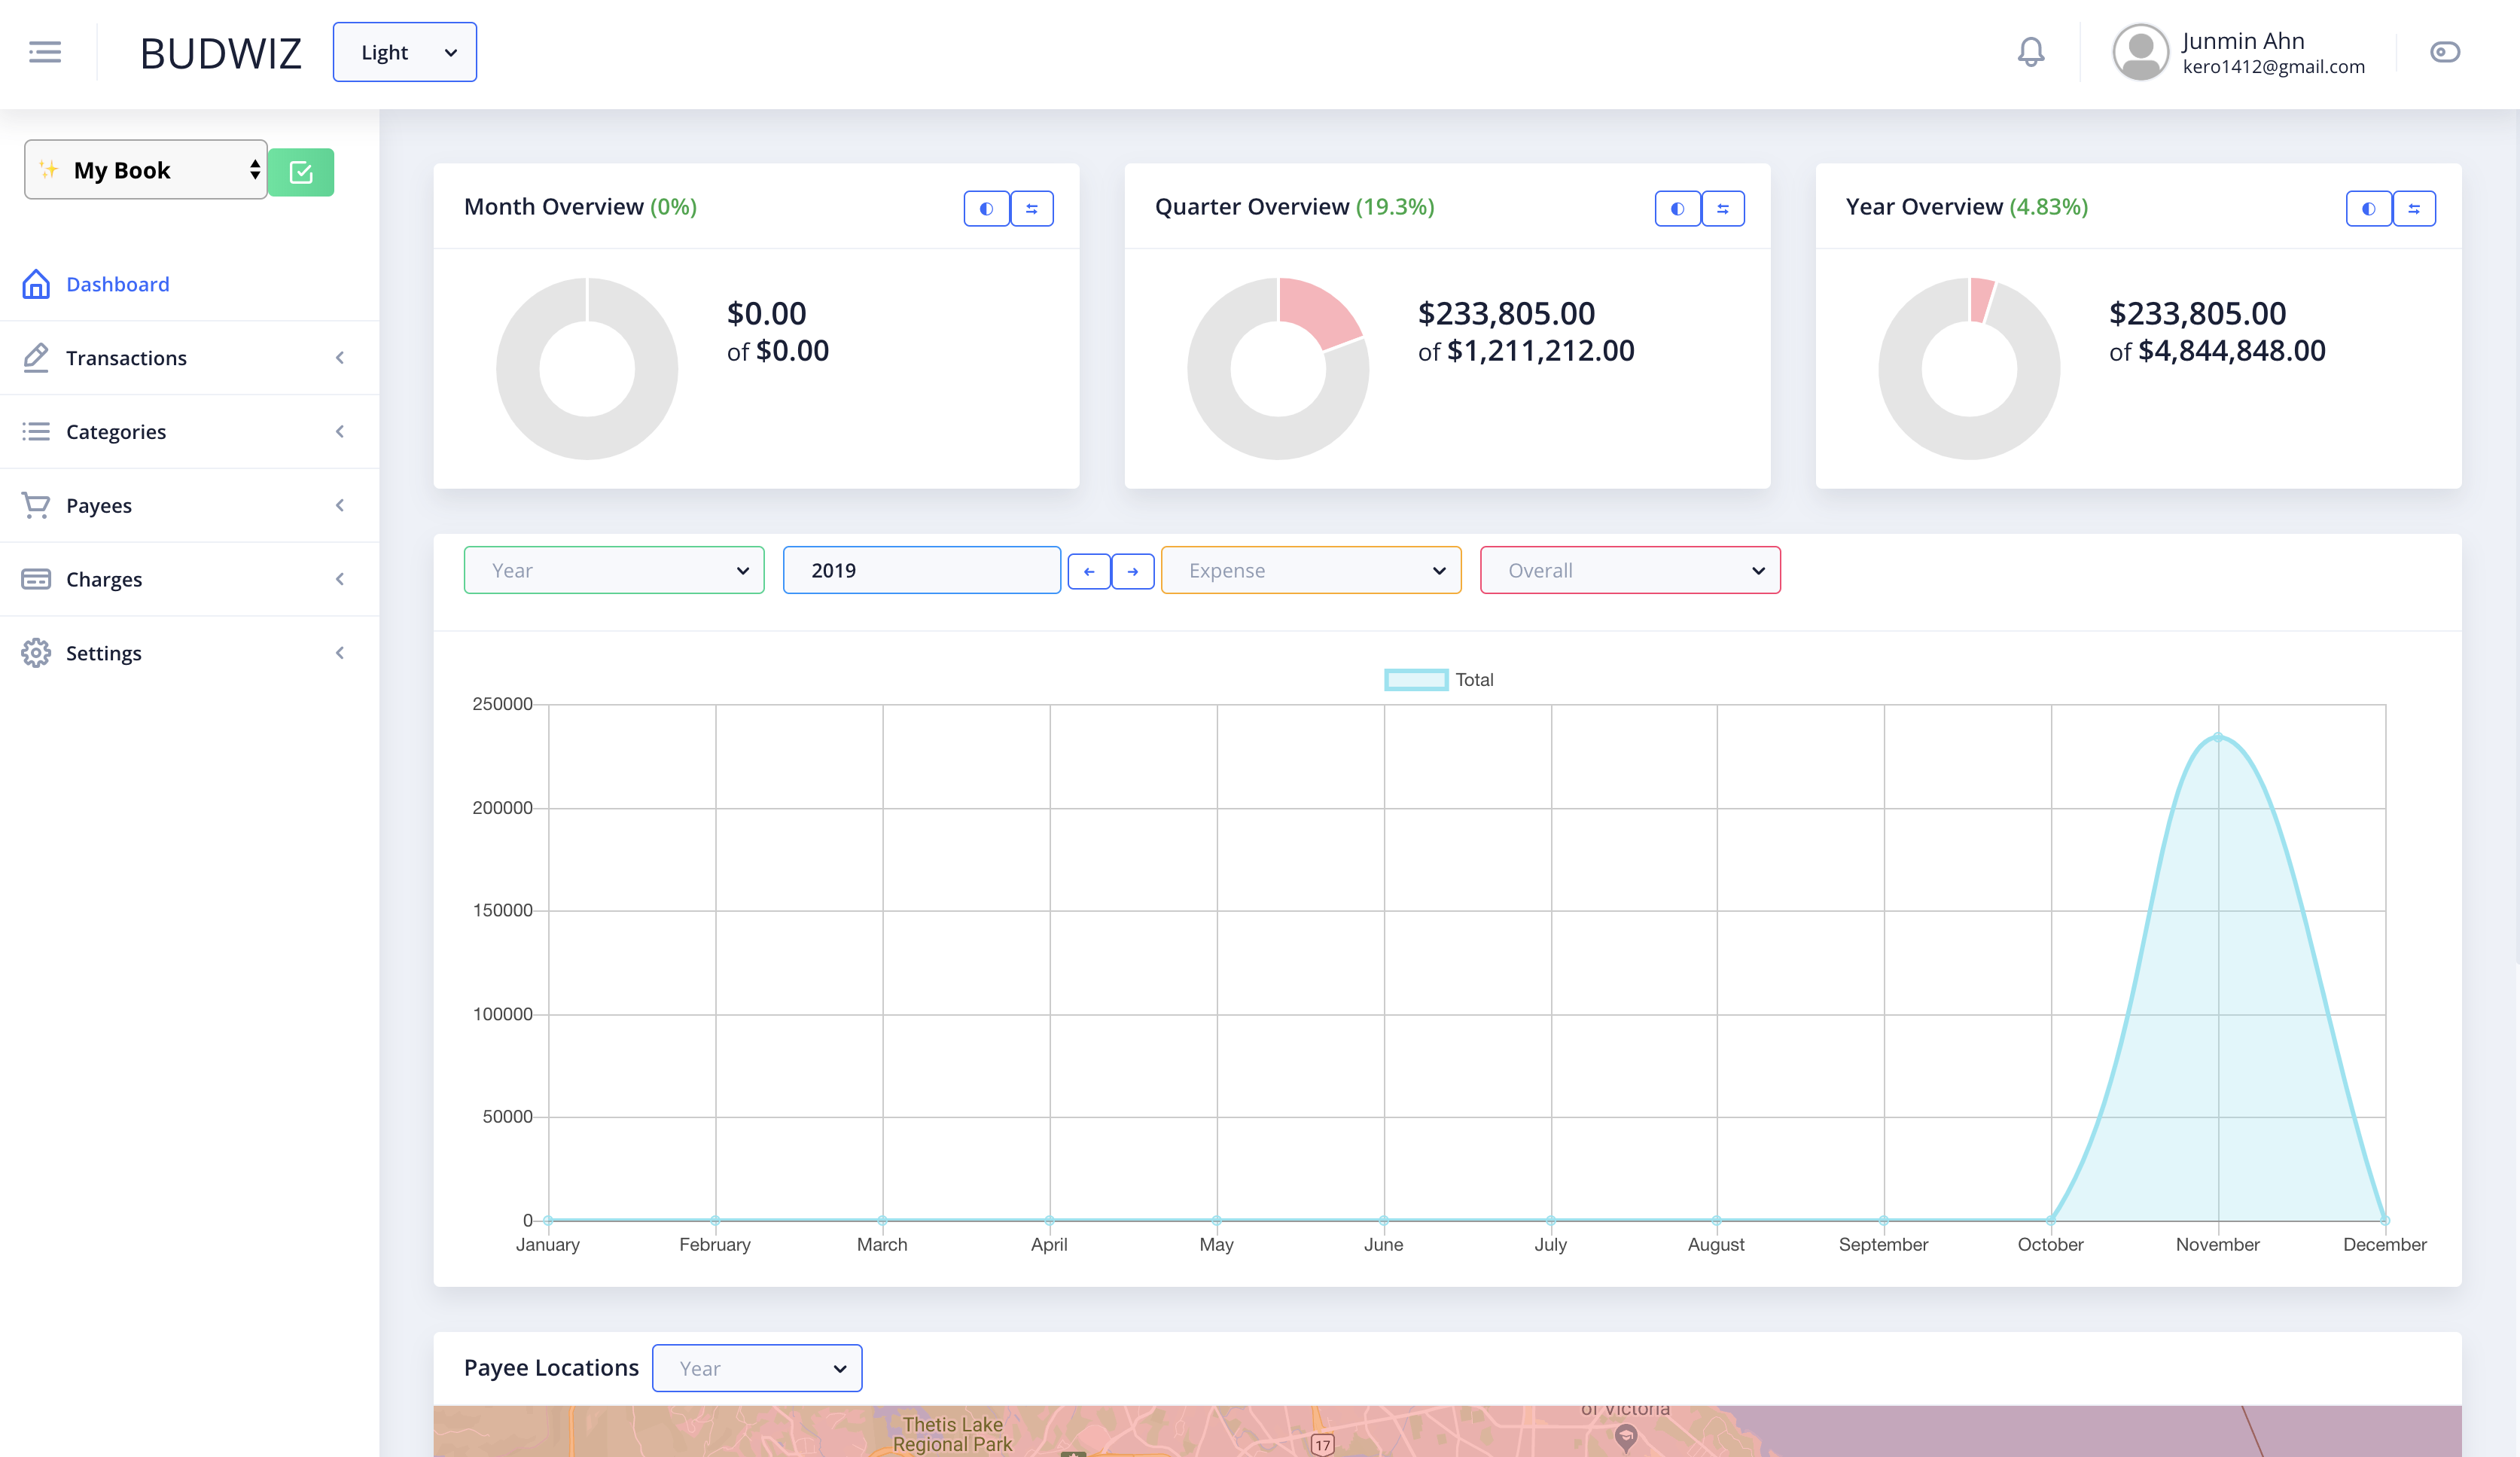 BUDWIZ
Light
Junmin Ahn
kero1412@gmail.com
✨ My Book
Dashboard
Transactions
Categories
Payees
Charges
Settings
Month Overview (0%)
$0.00
of $0.00
Quarter Overview (19.3%)
$233,805.00
of $1,211,212.00
Year Overview (4.83%)
$233,805.00
of $4,844,848.00
Year
2019
Expense
Overall
Total
250000
200000
150000
100000
50000
0
January
February
March
April
May
June
July
August
September
October
November
December
Payee Locations
Year
Thetis Lake
Regional Park
17
of Victoria